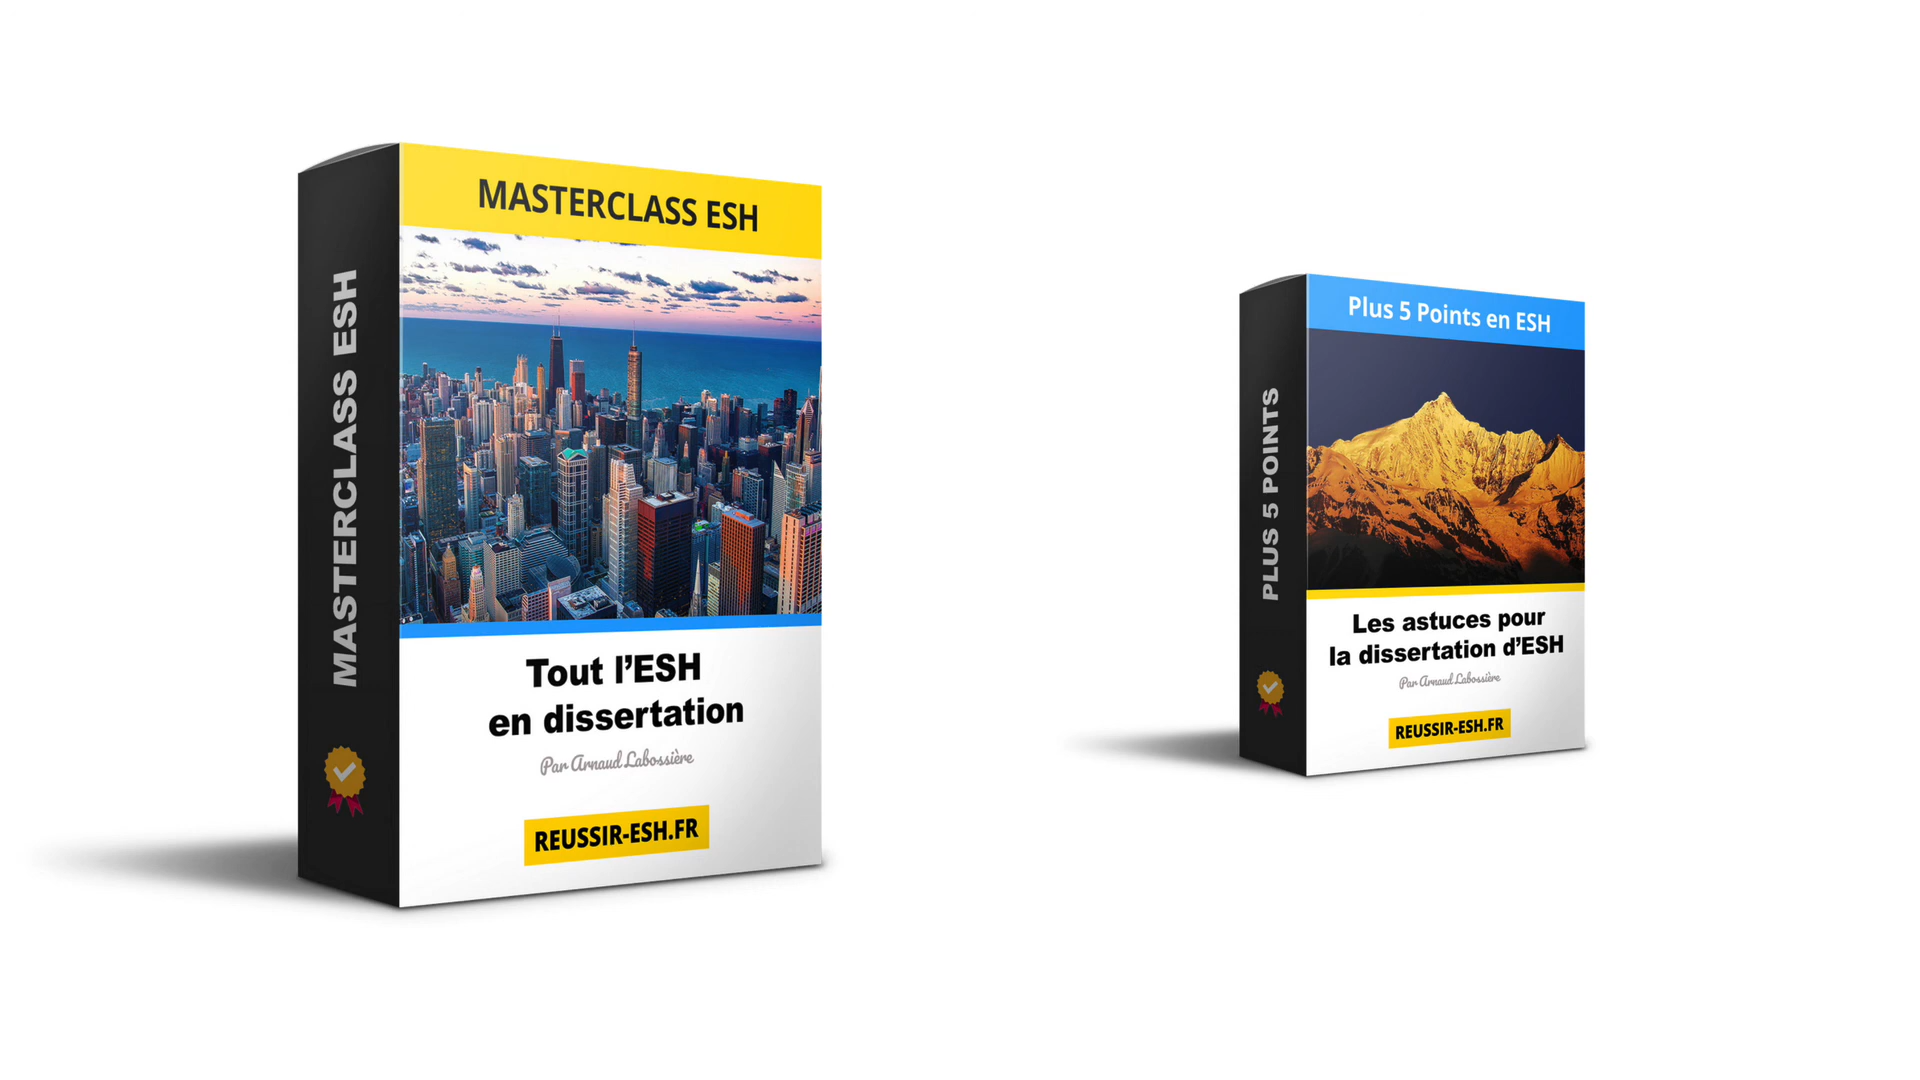 MASTERCLASS ESH
MASTERCLASS ESH
Tout l’ESH
en dissertation
Par Arnaud Labossière
REUSSIR-ESH.FR
PLUS 5 POINTS
Plus 5 Points en ESH
Les astuces pour
la dissertation d’ESH
Par Arnaud Labossière
REUSSIR-ESH.FR